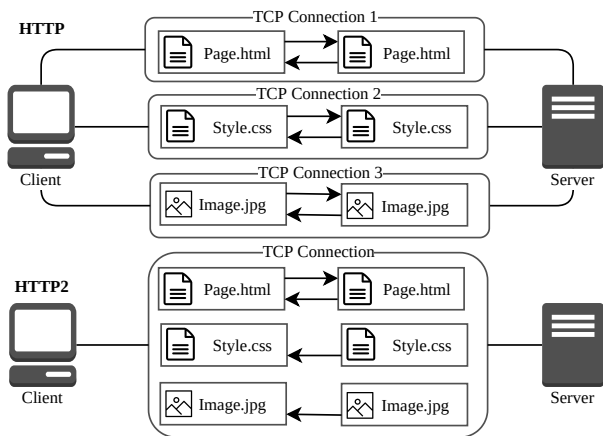 TCP Connection 1
HTTP
Page.html Page.html
TCP Connection 2
Style.css Style.css
Client Server
TCP Connection 3
Image.jpg Image.jpg
TCP Connection
HTTP2
Page.html Page.html
Style.css Style.css
Client Server
Image.jpg Image.jpg